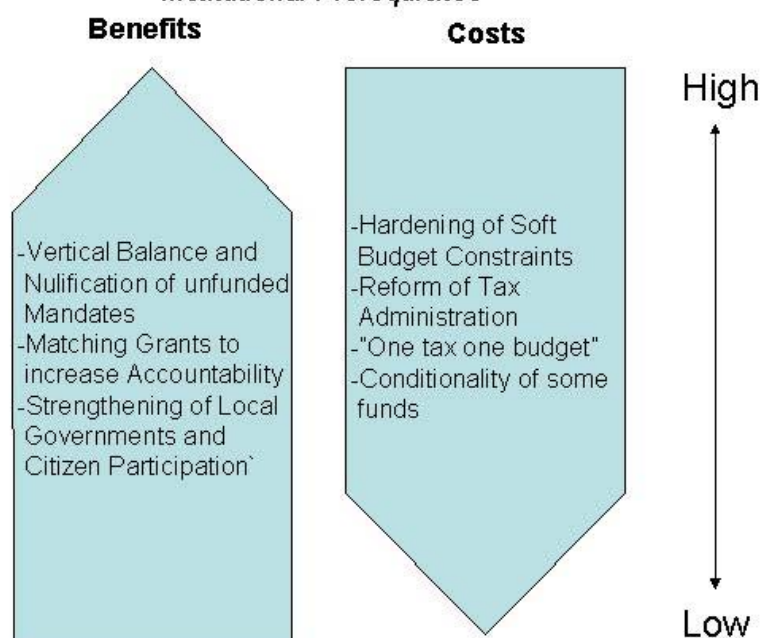 Benefits
Costs
High
-Vertical Balance and
Nulification of unfunded
Mandates
-Matching Grants to
increase Accountability
-Strengthening of Local
Governments and
Citizen Participation`
-Hardening of Soft
Budget Constraints
-Reform of Tax
Administration
-"One tax one budget"
-Conditionality of some
funds
Low